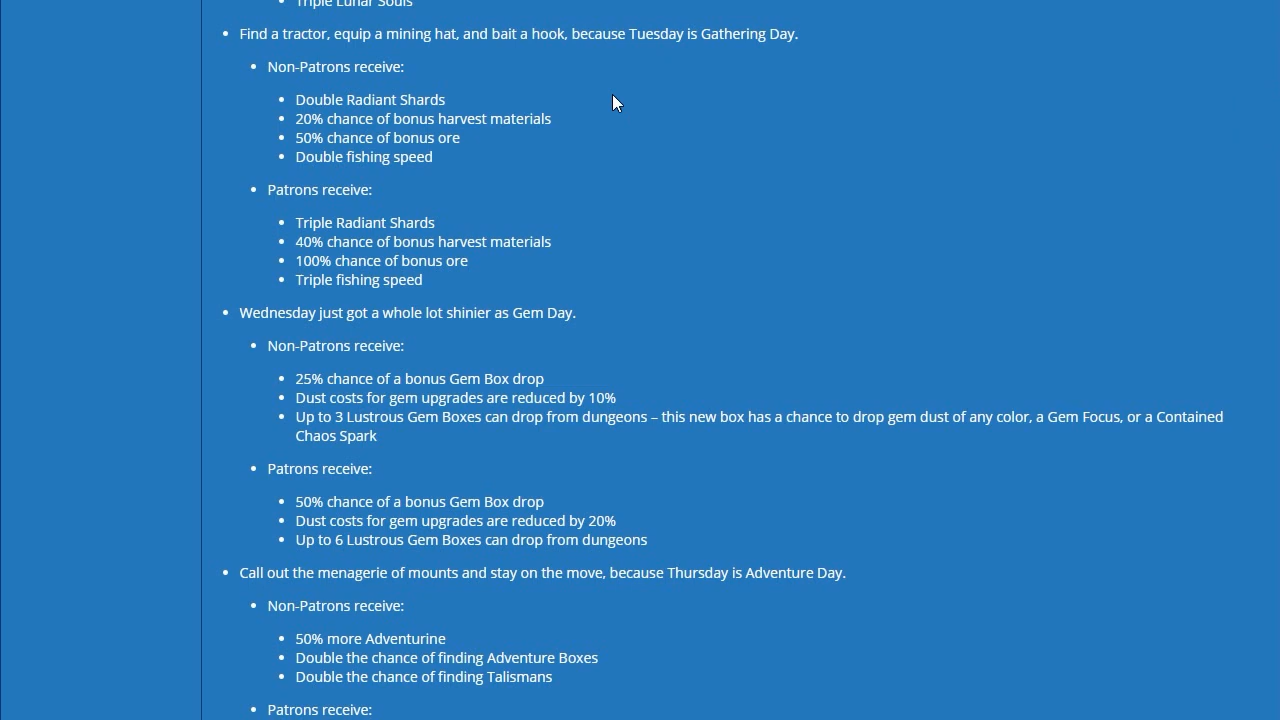 Triple Lunar Souls
Find a tractor, equip a mining hat, and bait a hook, because Tuesday is Gathering Day.
Non-Patrons receive:
Double Radiant Shards
20% chance of bonus harvest materials
50% chance of bonus ore
Double fishing speed
Patrons receive:
Triple Radiant Shards
40% chance of bonus harvest materials
100% chance of bonus ore
Triple fishing speed
Wednesday just got a whole lot shinier as Gem Day.
Non-Patrons receive:
25% chance of a bonus Gem Box drop
Dust costs for gem upgrades are reduced by 10%
Up to 3 Lustrous Gem Boxes can drop from dungeons – this new box has a chance to drop gem dust of any color, a Gem Focus, or a Contained
Chaos Spark
Patrons receive:
50% chance of a bonus Gem Box drop
Dust costs for gem upgrades are reduced by 20%
Up to 6 Lustrous Gem Boxes can drop from dungeons
Call out the menagerie of mounts and stay on the move, because Thursday is Adventure Day.
Non-Patrons receive:
50% more Adventurine
Double the chance of finding Adventure Boxes
Double the chance of finding Talismans
Patrons receive: